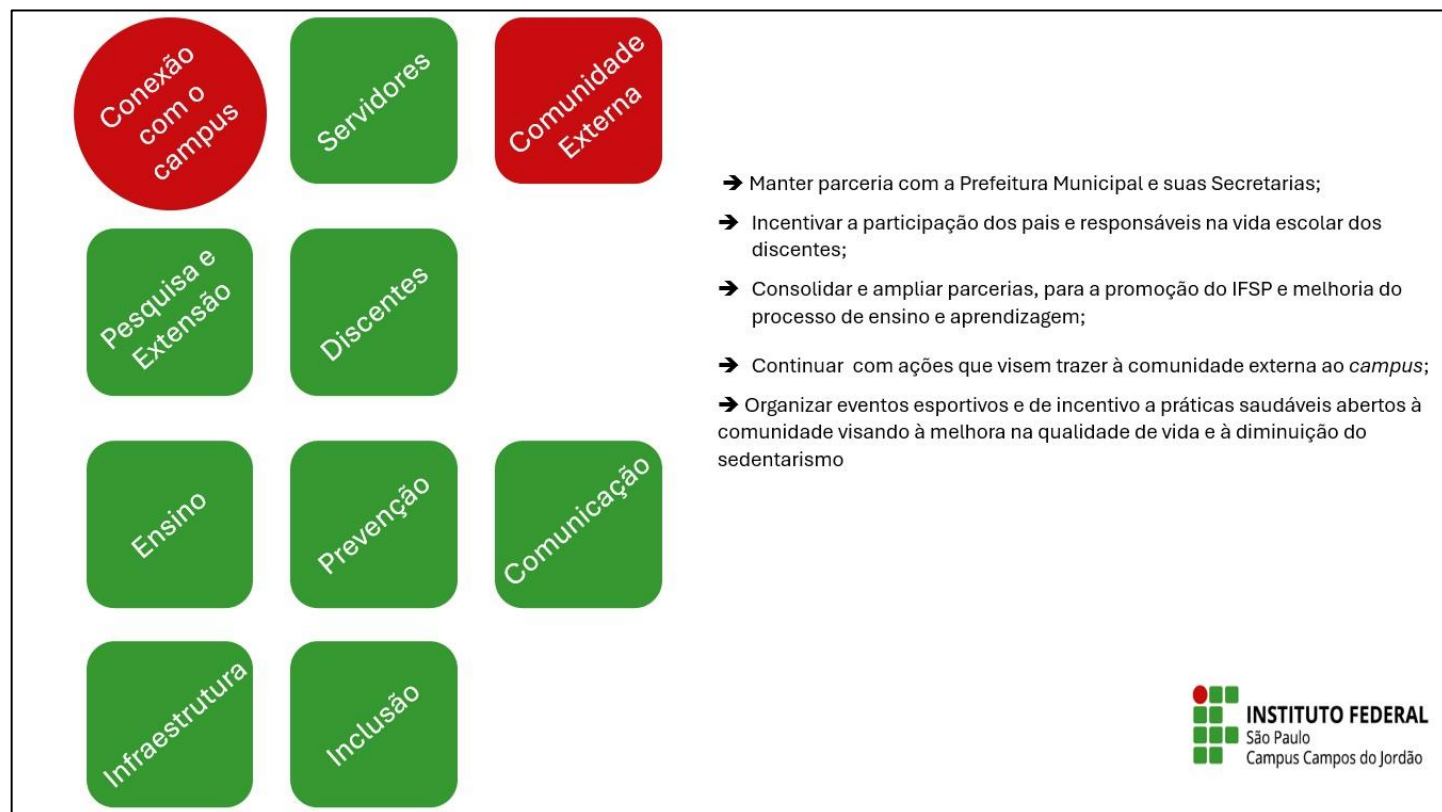 Conexão
com o
campus
Servidores
Comunidade
Externa
Pesquisa e
Extensão
Discentes
Ensino
Prevenção
Comunicação
Infraestrutura
Inclusão
➔ Manter parceria com a Prefeitura Municipal e suas Secretarias;
➔ Incentivar a participação dos pais e responsáveis na vida escolar dos
discentes;
➔ Consolidar e ampliar parcerias, para a promoção do IFSP e melhoria do
processo de ensino e aprendizagem;
➔ Continuar com ações que visem trazer à comunidade externa ao campus;
➔ Organizar eventos esportivos e de incentivo a práticas saudáveis abertos à
comunidade visando à melhora na qualidade de vida e à diminuição do
sedentarismo
INSTITUTO FEDERAL
São Paulo
Campus Campos do Jordão